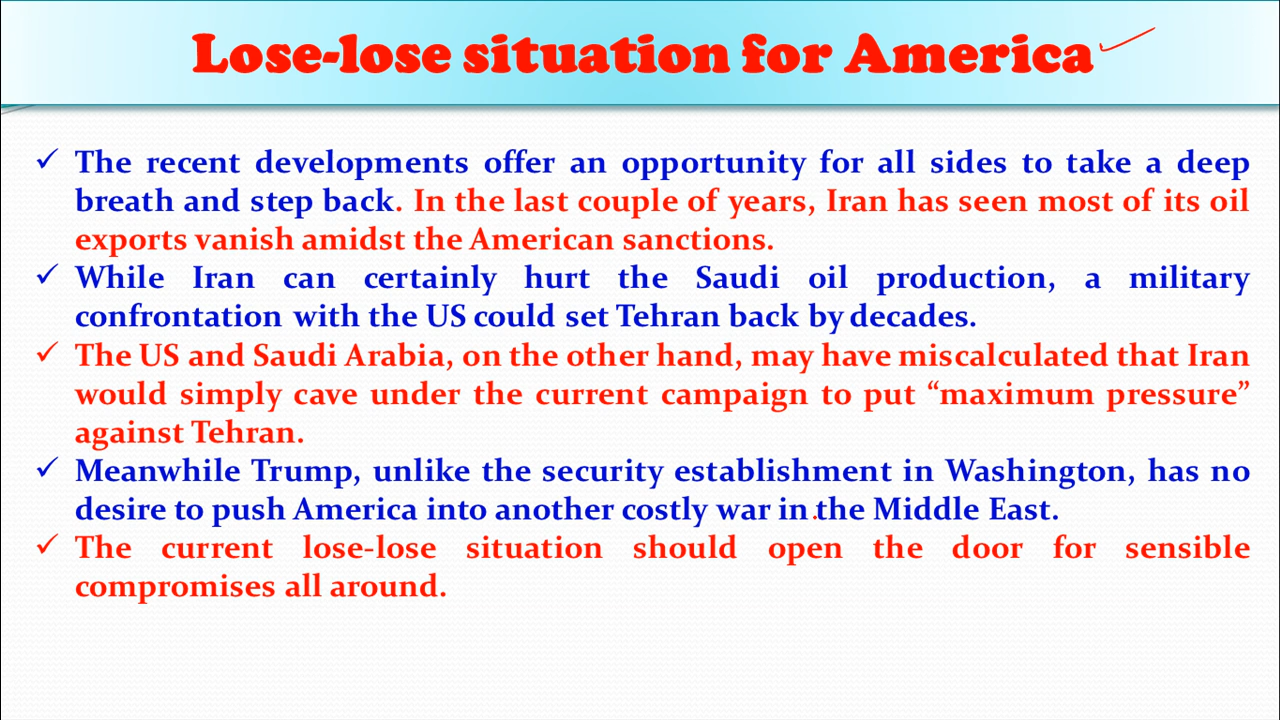 Lose-lose situation for America
✓ The recent developments offer an opportunity for all sides to take a deep
breath and step back. In the last couple of years, Iran has seen most of its oil
exports vanish amidst the American sanctions.
✓ While Iran can certainly hurt the Saudi oil production, a military
confrontation with the US could set Tehran back by decades.
✓ The US and Saudi Arabia, on the other hand, may have miscalculated that Iran
would simply cave under the current campaign to put “maximum pressure”
against Tehran.
✓ Meanwhile Trump, unlike the security establishment in Washington, has no
desire to push America into another costly war in the Middle East.
✓ The current lose-lose situation should open the door for sensible
compromises all around.